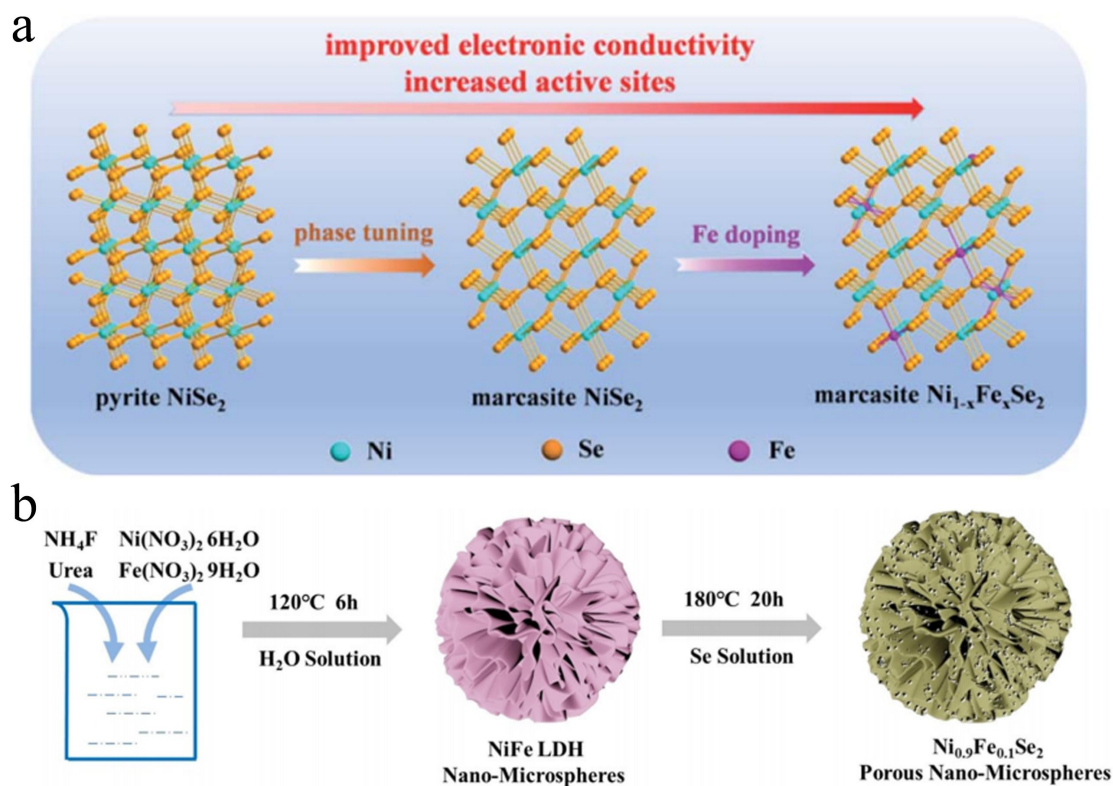 a
improved electronic conductivity
increased active sites
phase tuning
Fe doping
pyrite NiSe₂
marcasite NiSe₂
marcasite Ni₁₋ₓFeₓSe₂
Ni
Se
Fe
b
NH₄F Ni(NO₃)₂ 6H₂O
Urea Fe(NO₃)₂ 9H₂O
120℃ 6h
H₂O Solution
NiFe LDH
Nano-Microspheres
180℃ 20h
Se Solution
Ni₀.₉Fe₀.₁Se₂
Porous Nano-Microspheres